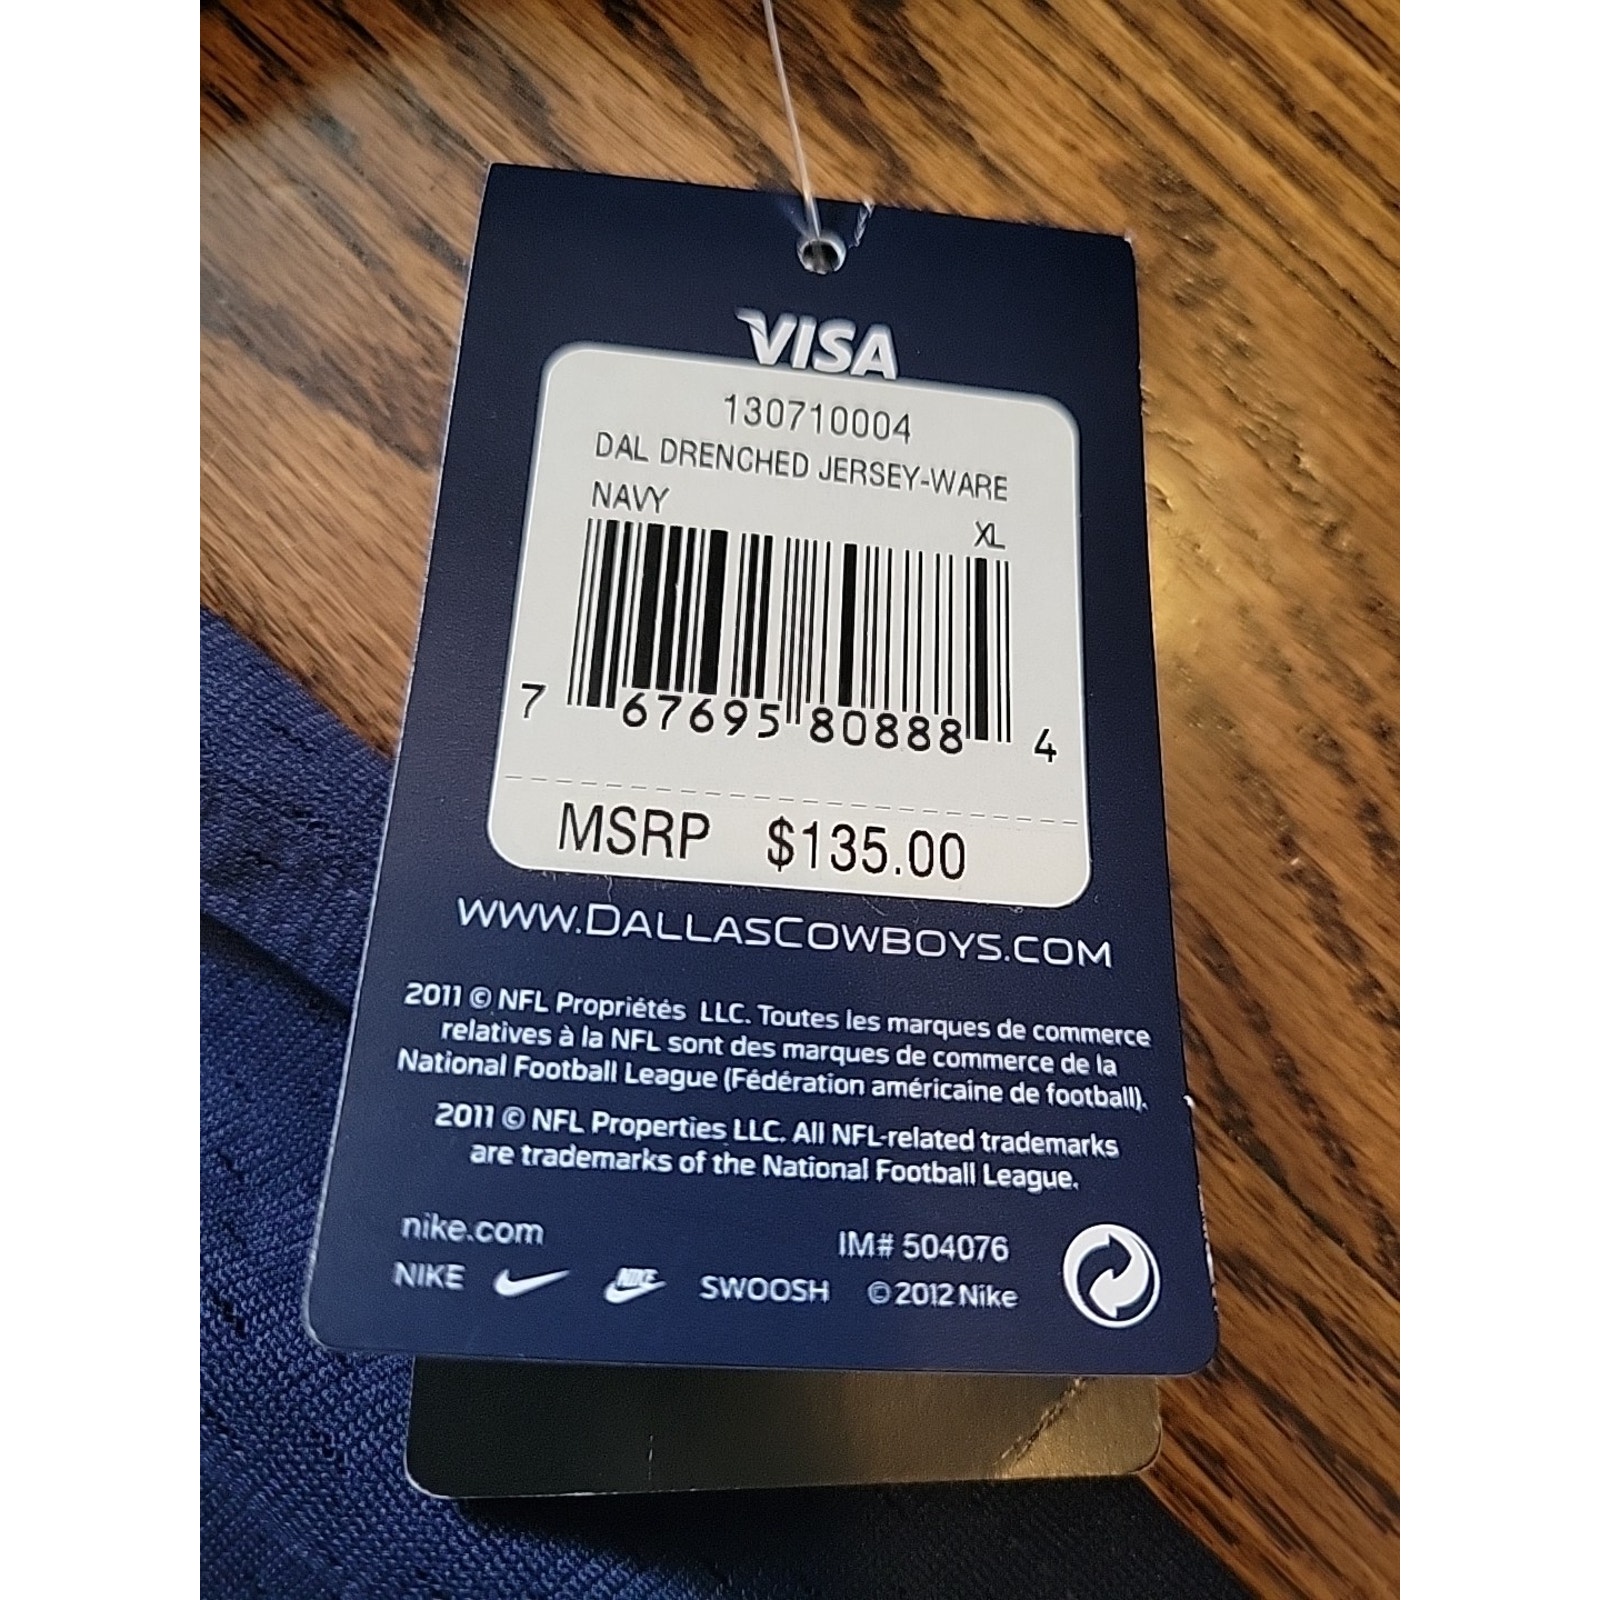 VISA
130710004
DAL DRENCHED JERSEY-WARE
NAVY XL
7 67695 80888 4
MSRP $135.00
WWW.DALLASCOWBOYS.COM
2011 © NFL Propriétés LLC. Toutes les marques de commerce
relatives à la NFL sont des marques de commerce de la
National Football League (Fédération américaine de football).
2011 © NFL Properties LLC. All NFL-related trademarks
are trademarks of the National Football League.
nike.com IM# 504076
NIKE NIKE SWOOSH © 2012 Nike